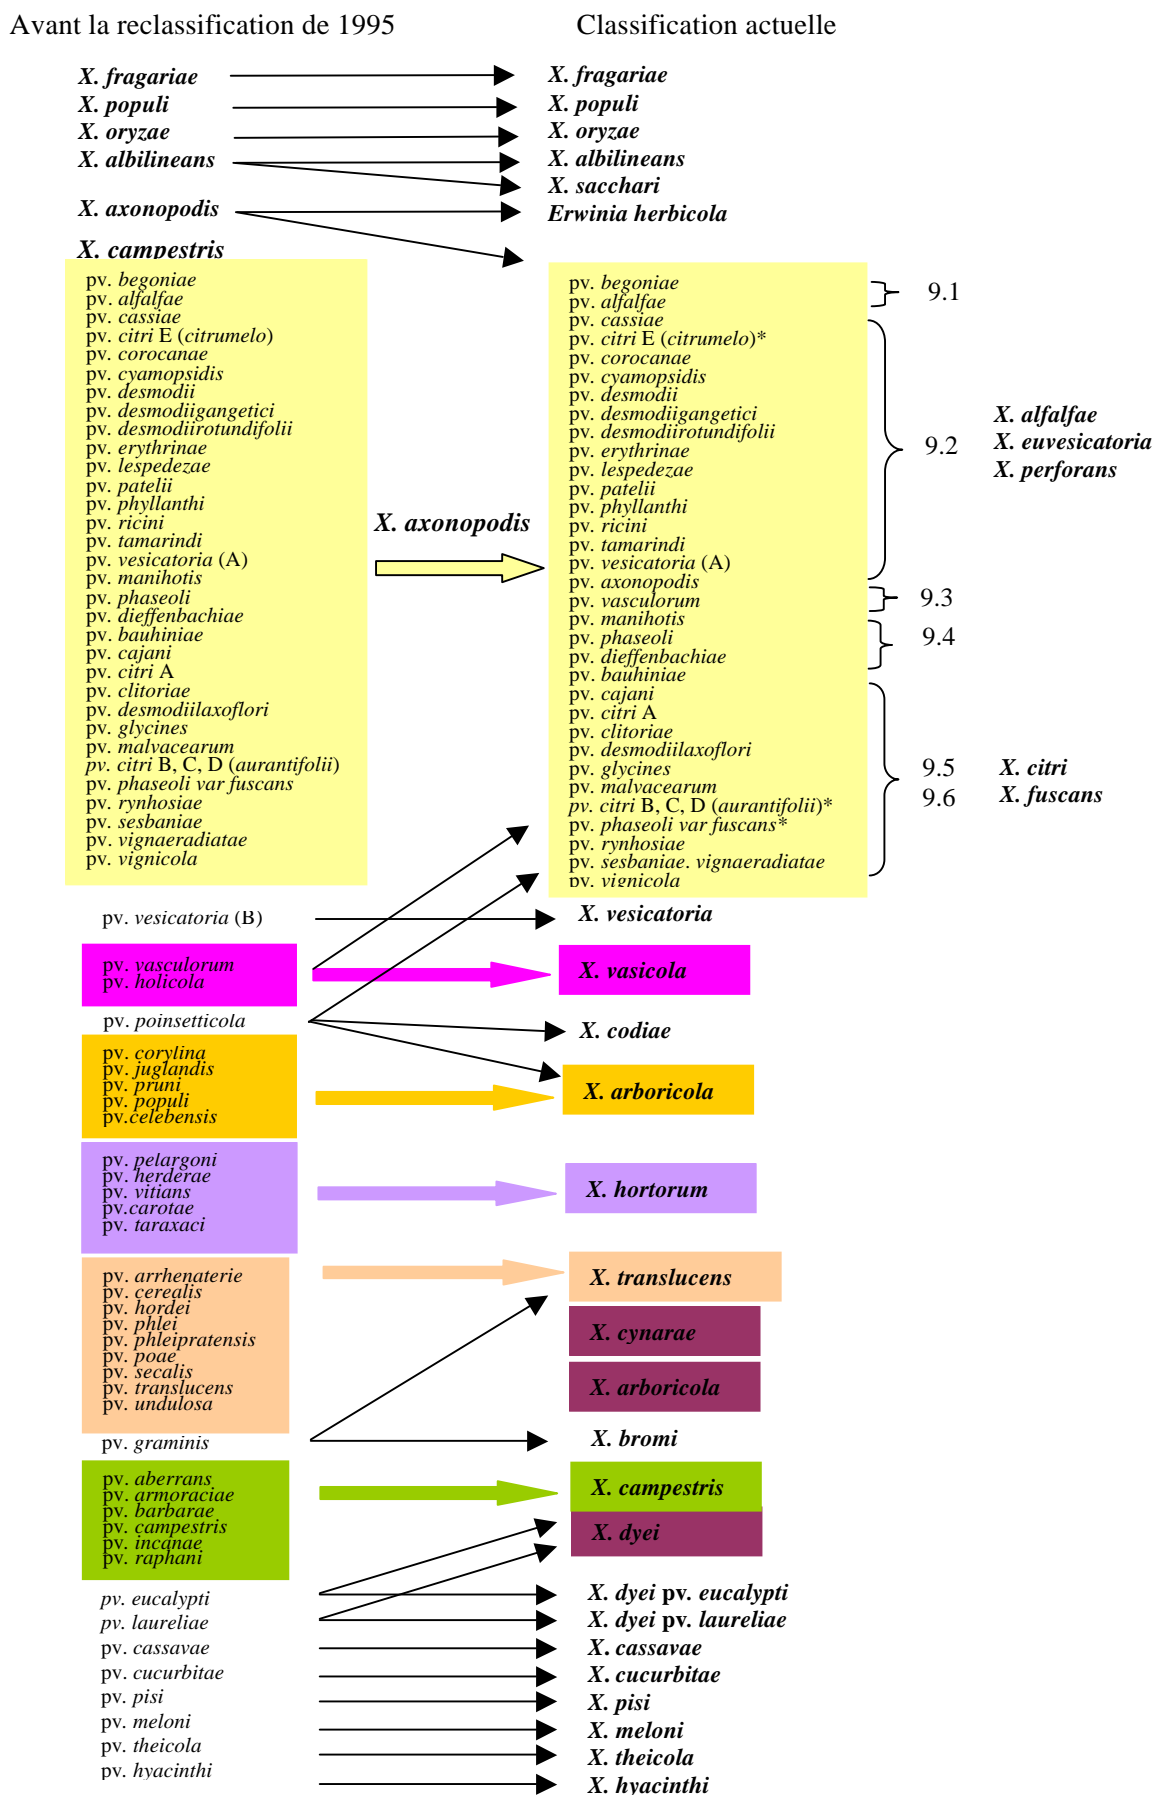 Avant la reclassification de 1995
Classification actuelle
X. fragariae
X. populi
X. oryzae
X. albilineans
X. axonopodis
X. campestris
pv. begoniae
pv. alfalfae
pv. cassiae
pv. citri E (citrumelo)
pv. corocanae
pv. cyamopsidis
pv. desmodii
pv. desmodiigangetici
pv. desmodiirotundifolii
pv. erythrinae
pv. lespedezae
pv. patelii
pv. phyllanthi
pv. ricini
pv. tamarindi
pv. vesicatoria (A)
pv. manihotis
pv. phaseoli
pv. dieffenbachiae
pv. bauhiniae
pv. cajani
pv. citri A
pv. clitoriae
pv. desmodiilaxoflori
pv. glycines
pv. malvacearum
pv. citri B, C, D (aurantifolii)
pv. phaseoli var fuscans
pv. rynhosiae
pv. sesbaniae
pv. vignaeradiatae
pv. vignicola
pv. vesicatoria (B)
pv. vasculorum
pv. holicola
pv. poinsetticola
pv. corylina
pv. juglandis
pv. pruni
pv. populi
pv.celebensis
pv. pelargoni
pv. herderae
pv. vitians
pv.carotae
pv. taraxaci
pv. arrhenaterie
pv. cerealis
pv. hordei
pv. phlei
pv. phleipratensis
pv. poae
pv. secalis
pv. translucens
pv. undulosa
pv. graminis
pv. aberrans
pv. armoraciae
pv. barbarae
pv. campestris
pv. incanae
pv. raphani
pv. eucalypti
pv. laureliae
pv. cassavae
pv. cucurbitae
pv. pisi
pv. meloni
pv. theicola
pv. hyacinthi
X. axonopodis
X. fragariae
X. populi
X. oryzae
X. albilineans
X. sacchari
Erwinia herbicola
pv. begoniae
pv. alfalfae
pv. cassiae
pv. citri E (citrumelo)*
pv. corocanae
pv. cyamopsidis
pv. desmodii
pv. desmodiigangetici
pv. desmodiirotundifolii
pv. erythrinae
pv. lespedezae
pv. patelii
pv. phyllanthi
pv. ricini
pv. tamarindi
pv. vesicatoria (A)
pv. axonopodis
pv. vasculorum
pv. manihotis
pv. phaseoli
pv. dieffenbachiae
pv. bauhiniae
pv. cajani
pv. citri A
pv. clitoriae
pv. desmodiilaxoflori
pv. glycines
pv. malvacearum
pv. citri B, C, D (aurantifolii)*
pv. phaseoli var fuscans*
pv. rynhosiae
pv. sesbaniae. vignaeradiatae
pv. vignicola
X. vesicatoria
X. vasicola
X. codiae
X. arboricola
X. hortorum
X. translucens
X. cynarae
X. arboricola
X. bromi
X. campestris
X. dyei
X. dyei pv. eucalypti
X. dyei pv. laureliae
X. cassavae
X. cucurbitae
X. pisi
X. meloni
X. theicola
X. hyacinthi
9.1
9.2
9.3
9.4
9.5
9.6
X. alfalfae
X. euvesicatoria
X. perforans
X. citri
X. fuscans